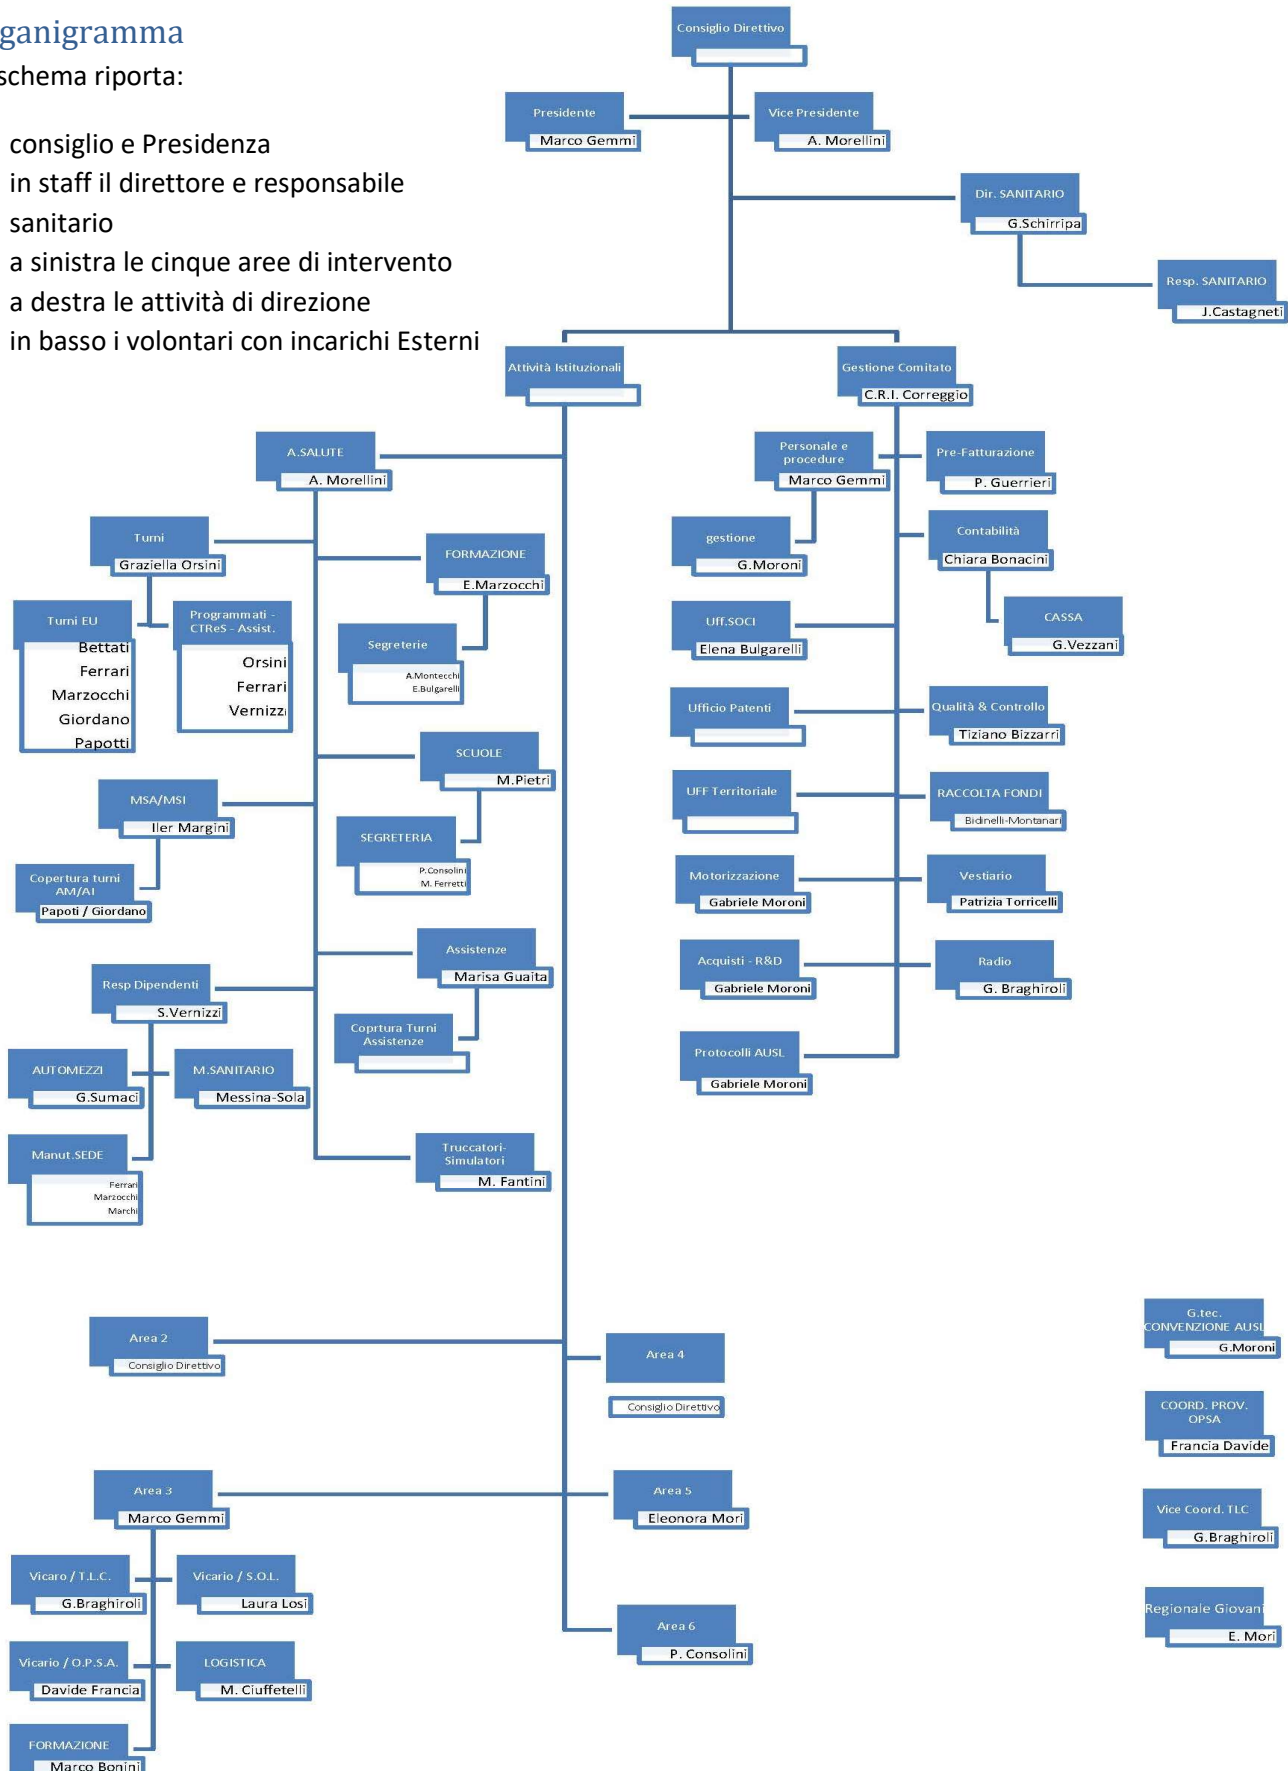 ganigramma
schema riporta:
consiglio e Presidenza
in staff il direttore e responsabile
sanitario
a sinistra le cinque aree di intervento
a destra le attività di direzione
in basso i volontari con incarichi Esterni
Consiglio Direttivo
Presidente
Marco Gemmi
Vice Presidente
A. Morellini
Dir. SANITARIO
G.Schirripa
Resp. SANITARIO
J.Castagneti
Attività Istituzionali
Gestione Comitato
C.R.I. Correggio
A.SALUTE
A. Morellini
Turni
Graziella Orsini
Turni EU
Bettati
Ferrari
Marzocchi
Giordano
Papotti
Programmati -
CTReS - Assist.
Orsini
Ferrari
Vernizzi
FORMAZIONE
E.Marzocchi
Segreterie
A.Montecchi
E.Bulgarelli
SCUOLE
M.Pietri
SEGRETERIA
P.Consolini
M. Ferretti
MSA/MSI
Iler Margini
Copertura turni
AM/AI
Papoti / Giordano
Assistenze
Marisa Guaita
Coprtura Turni
Assistenze
Resp Dipendenti
S.Vernizzi
AUTOMEZZI
G.Sumaci
M.SANITARIO
Messina-Sola
Manut.SEDE
Ferrari
Marzocchi
Marchi
Truccatori-
Simulatori
M. Fantini
Personale e
procedure
Marco Gemmi
Pre-Fatturazione
P. Guerrieri
gestione
G.Moroni
Contabilità
Chiara Bonacini
CASSA
G.Vezzani
Uff.SOCI
Elena Bulgarelli
Ufficio Patenti
Qualità & Controllo
Tiziano Bizzarri
UFF Territoriale
RACCOLTA FONDI
Bidinelli-Montanari
Motorizzazione
Gabriele Moroni
Vestiario
Patrizia Torricelli
Acquisti - R&D
Gabriele Moroni
Radio
G. Braghiroli
Protocolli AUSL
Gabriele Moroni
Area 2
Consiglio Direttivo
Area 4
Consiglio Direttivo
Area 3
Marco Gemmi
Area 5
Eleonora Mori
Vicaro / T.L.C.
G.Braghiroli
Vicario / S.O.L.
Laura Losi
Vicario / O.P.S.A.
Davide Francia
LOGISTICA
M. Ciuffetelli
FORMAZIONE
Marco Bonini
Area 6
P. Consolini
G.tec.
CONVENZIONE AUSL
G.Moroni
COORD. PROV.
OPSA
Francia Davide
Vice Coord. TLC
G.Braghiroli
Regionale Giovani
E. Mori